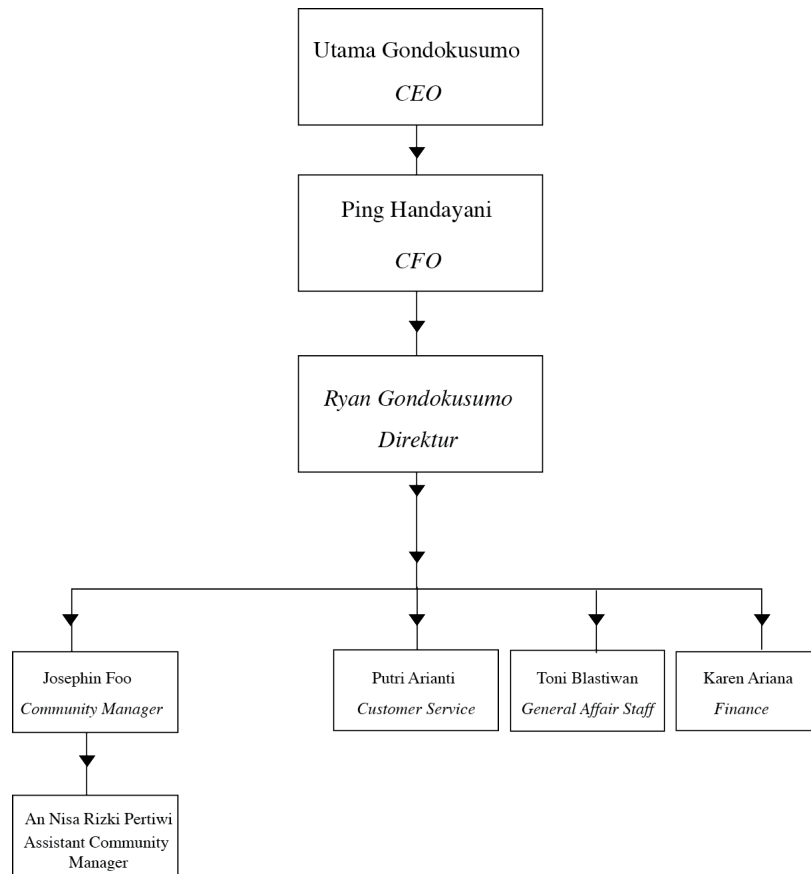 Utama Gondokusumo
CEO
Ping Handayani
CFO
Ryan Gondokusumo
Direktur
Josephin Foo
Community Manager
Putri Arianti
Customer Service
Toni Blastiwan
General Affair Staff
Karen Ariana
Finance
An Nisa Rizki Pertiwi
Assistant Community
Manager